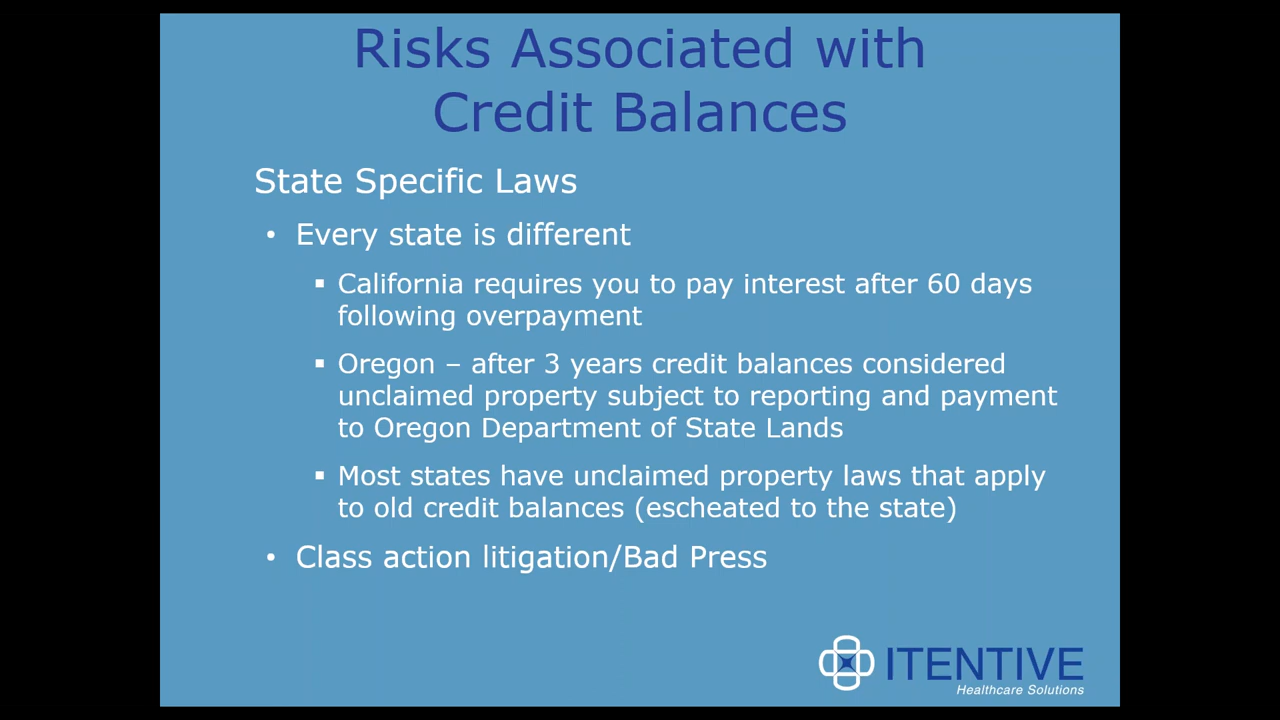 Risks Associated with
Credit Balances
State Specific Laws
• Every state is different
▪ California requires you to pay interest after 60 days
following overpayment
▪ Oregon – after 3 years credit balances considered
unclaimed property subject to reporting and payment
to Oregon Department of State Lands
▪ Most states have unclaimed property laws that apply
to old credit balances (escheated to the state)
• Class action litigation/Bad Press
ITENTIVE
Healthcare Solutions